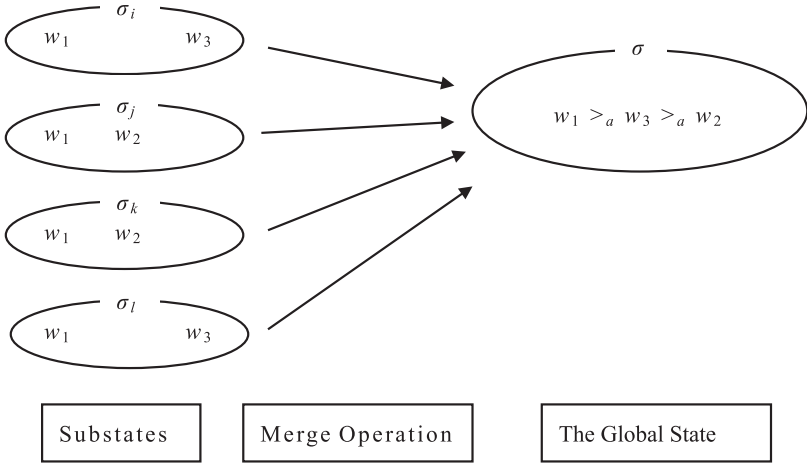 σi
w1 w3
σj
w1 w2
σk
w1 w2
σl
w1 w3
σ
w1 >a w3 >a w2
Substates
Merge Operation
The Global State